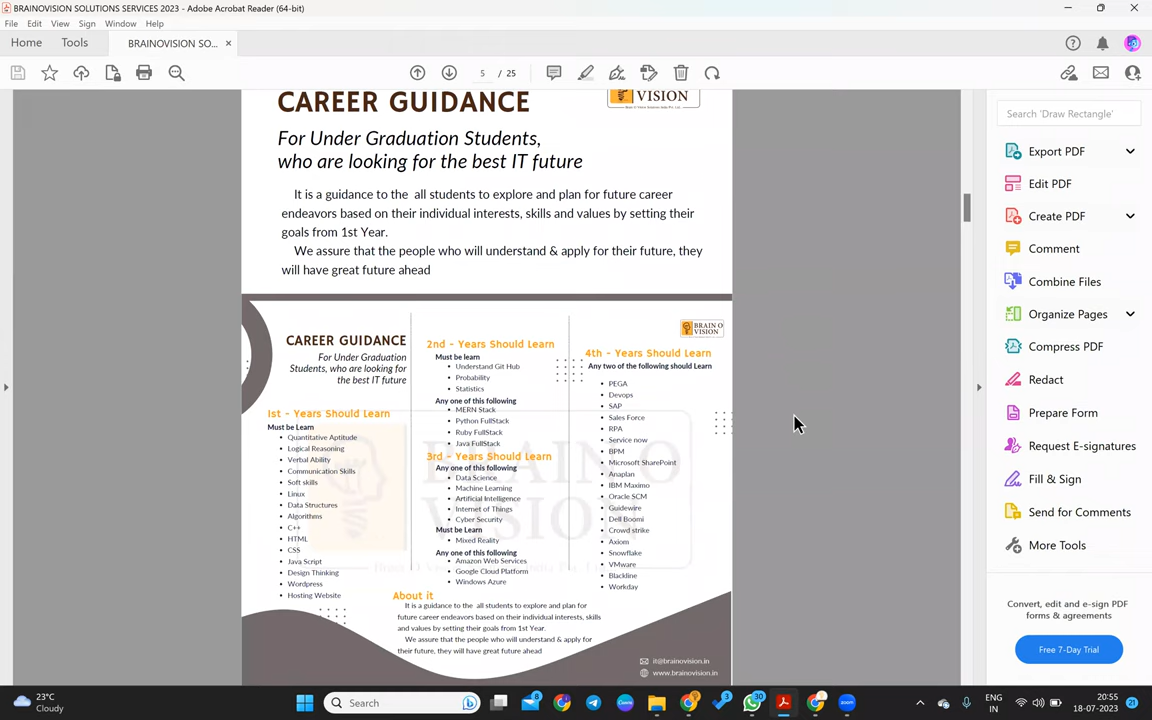 BRAINOVISION SOLUTIONS SERVICES 2023 - Adobe Acrobat Reader (64-bit)
File Edit View Sign Window Help
Home Tools BRAINOVISION SO... ×
5 / 25
Search 'Draw Rectangle'
Export PDF
Edit PDF
Create PDF
Comment
Combine Files
Organize Pages
Compress PDF
Redact
Prepare Form
Request E-signatures
Fill & Sign
Send for Comments
More Tools
Convert, edit and e-sign PDF
forms & agreements
Free 7-Day Trial
CAREER GUIDANCE
VISION
For Under Graduation Students,
who are looking for the best IT future
It is a guidance to the all students to explore and plan for future career
endeavors based on their individual interests, skills and values by setting their
goals from 1st Year.
We assure that the people who will understand & apply for their future, they
will have great future ahead
BRAIN O
VISION
CAREER GUIDANCE
For Under Graduation
Students, who are looking for
the best IT future
1st - Years Should Learn
Must be Learn
• Quantitative Aptitude
• Logical Reasoning
• Verbal Ability
• Communication Skills
• Soft skills
• Linux
• Data Structures
• Algorithms
• C++
• HTML
• CSS
• Java Script
• Design Thinking
• Wordpress
• Hosting Website
2nd - Years Should Learn
Must be learn
• Understand Git Hub
• Probability
• Statistics
Any one of this following
• MERN Stack
• Python FullStack
• Ruby FullStack
• Java FullStack
3rd - Years Should Learn
Any one of this following
• Data Science
• Machine Learning
• Artificial Intelligence
• Internet of Things
• Cyber Security
Must be Learn
• Mixed Reality
Any one of this following
• Amazon Web Services
• Google Cloud Platform
• Windows Azure
4th - Years Should Learn
Any two of the following should Learn
• PEGA
• Devops
• SAP
• Sales Force
• RPA
• Service now
• BPM
• Microsoft SharePoint
• Anaplan
• IBM Maximo
• Oracle SCM
• Guidewire
• Dell Boomi
• Crowd strike
• Axiom
• Snowflake
• VMware
• Blackline
• Workday
BRAIN O
VISION
About it
It is a guidance to the all students to explore and plan for
future career endeavors based on their individual interests, skills
and values by setting their goals from 1st Year.
We assure that the people who will understand & apply for
their future, they will have great future ahead
it@brainovision.in
www.brainovision.in
23°C
Cloudy
Search
8
3
30
ENG
IN
20:55
18-07-2023
21